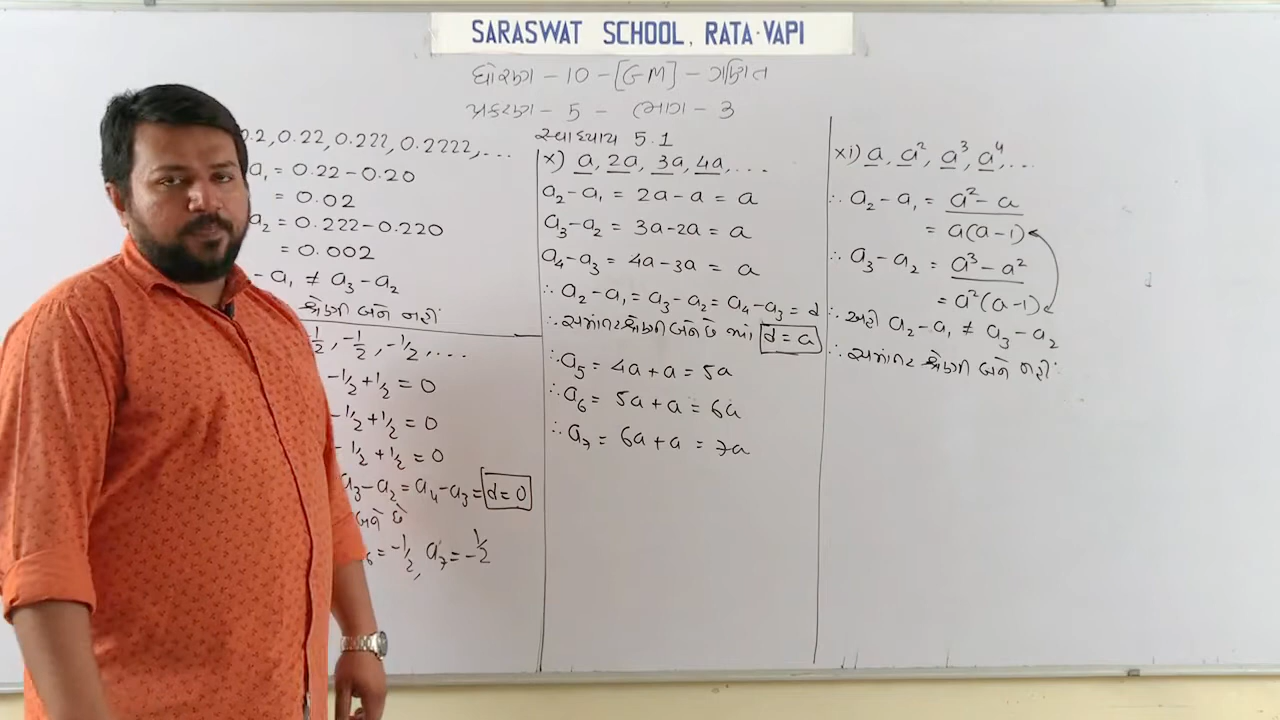 SARASWAT SCHOOL, RATA-VAPI
ધોરણ - 10 - [GM] - ગણિત
પ્રકરણ - 5 - ભાગ - 3
0.2, 0.22, 0.222, 0.2222, ...
a₁ = 0.22 - 0.20
= 0.02
a₂ = 0.222 - 0.220
= 0.002
- a₁ ≠ a₃ - a₂
શ્રેણી બને નહીં
½, -½, -½, ...
-½ + ½ = 0
-½ + ½ = 0
-½ + ½ = 0
a₃ - a₂ = a₄ - a₃ = d = 0
બને છે
₆ = -½, a₇ = -½
સ્વાધ્યાય 5.1
x) a, 2a, 3a, 4a, ...
a₂ - a₁ = 2a - a = a
a₃ - a₂ = 3a - 2a = a
a₄ - a₃ = 4a - 3a = a
∴ a₂ - a₁ = a₃ - a₂ = a₄ - a₃ = d
∴ સમાંતર શ્રેણી બને છે માં, d = a
∴ a₅ = 4a + a = 5a
∴ a₆ = 5a + a = 6a
∴ a₇ = 6a + a = 7a
xi) a, a², a³, a⁴, ...
∴ a₂ - a₁ = a² - a
= a(a-1)
∴ a₃ - a₂ = a³ - a²
= a²(a-1)
∴ અહીં a₂ - a₁ ≠ a₃ - a₂
∴ સમાંતર શ્રેણી બને નહીં.